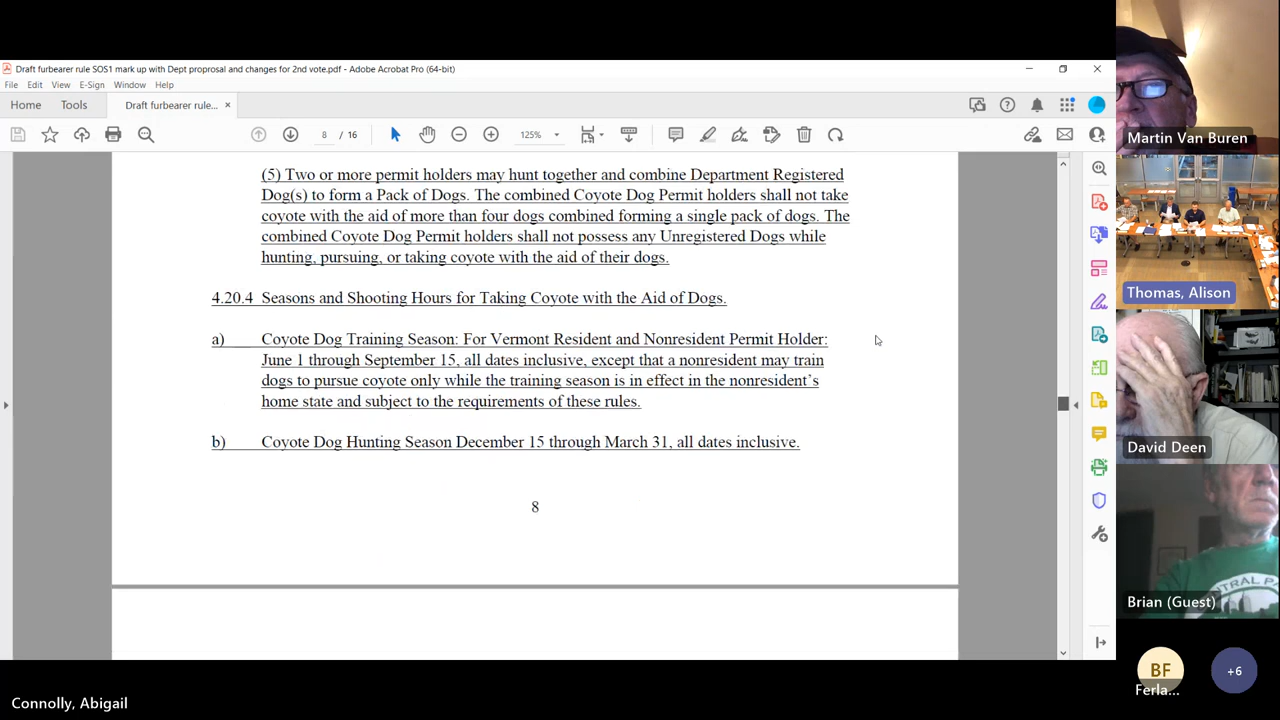 Draft furbearer rule SOS1 mark up with Dept proprosal and changes for 2nd vote.pdf - Adobe Acrobat Pro (64-bit)
File Edit View E-Sign Window Help
Home Tools Draft furbearer rule... ×
8 / 16 125%
(5) Two or more permit holders may hunt together and combine Department Registered
Dog(s) to form a Pack of Dogs. The combined Coyote Dog Permit holders shall not take
coyote with the aid of more than four dogs combined forming a single pack of dogs. The
combined Coyote Dog Permit holders shall not possess any Unregistered Dogs while
hunting, pursuing, or taking coyote with the aid of their dogs.
4.20.4 Seasons and Shooting Hours for Taking Coyote with the Aid of Dogs.
a) Coyote Dog Training Season: For Vermont Resident and Nonresident Permit Holder:
June 1 through September 15, all dates inclusive, except that a nonresident may train
dogs to pursue coyote only while the training season is in effect in the nonresident's
home state and subject to the requirements of these rules.
b) Coyote Dog Hunting Season December 15 through March 31, all dates inclusive.
8
Martin Van Buren
Thomas, Alison
David Deen
Brian (Guest)
BF
Ferla...
+6
Connolly, Abigail